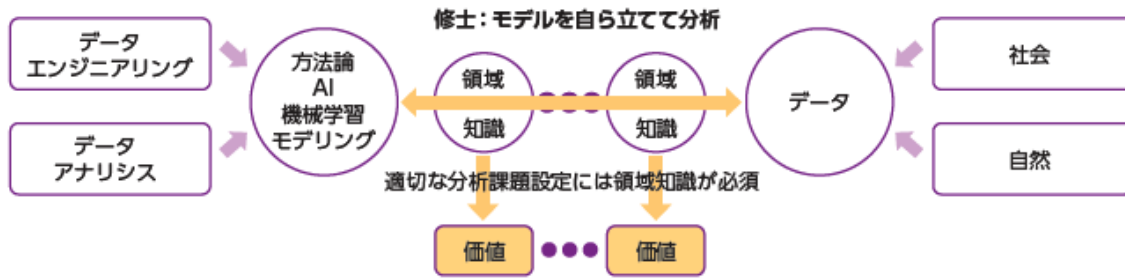 修士：モデルを自ら立てて分析
データ
エンジニアリング
データ
アナリシス
方法論
AI
機械学習
モデリング
領域
知識
領域
知識
データ
社会
自然
適切な分析課題設定には領域知識が必須
価値
価値